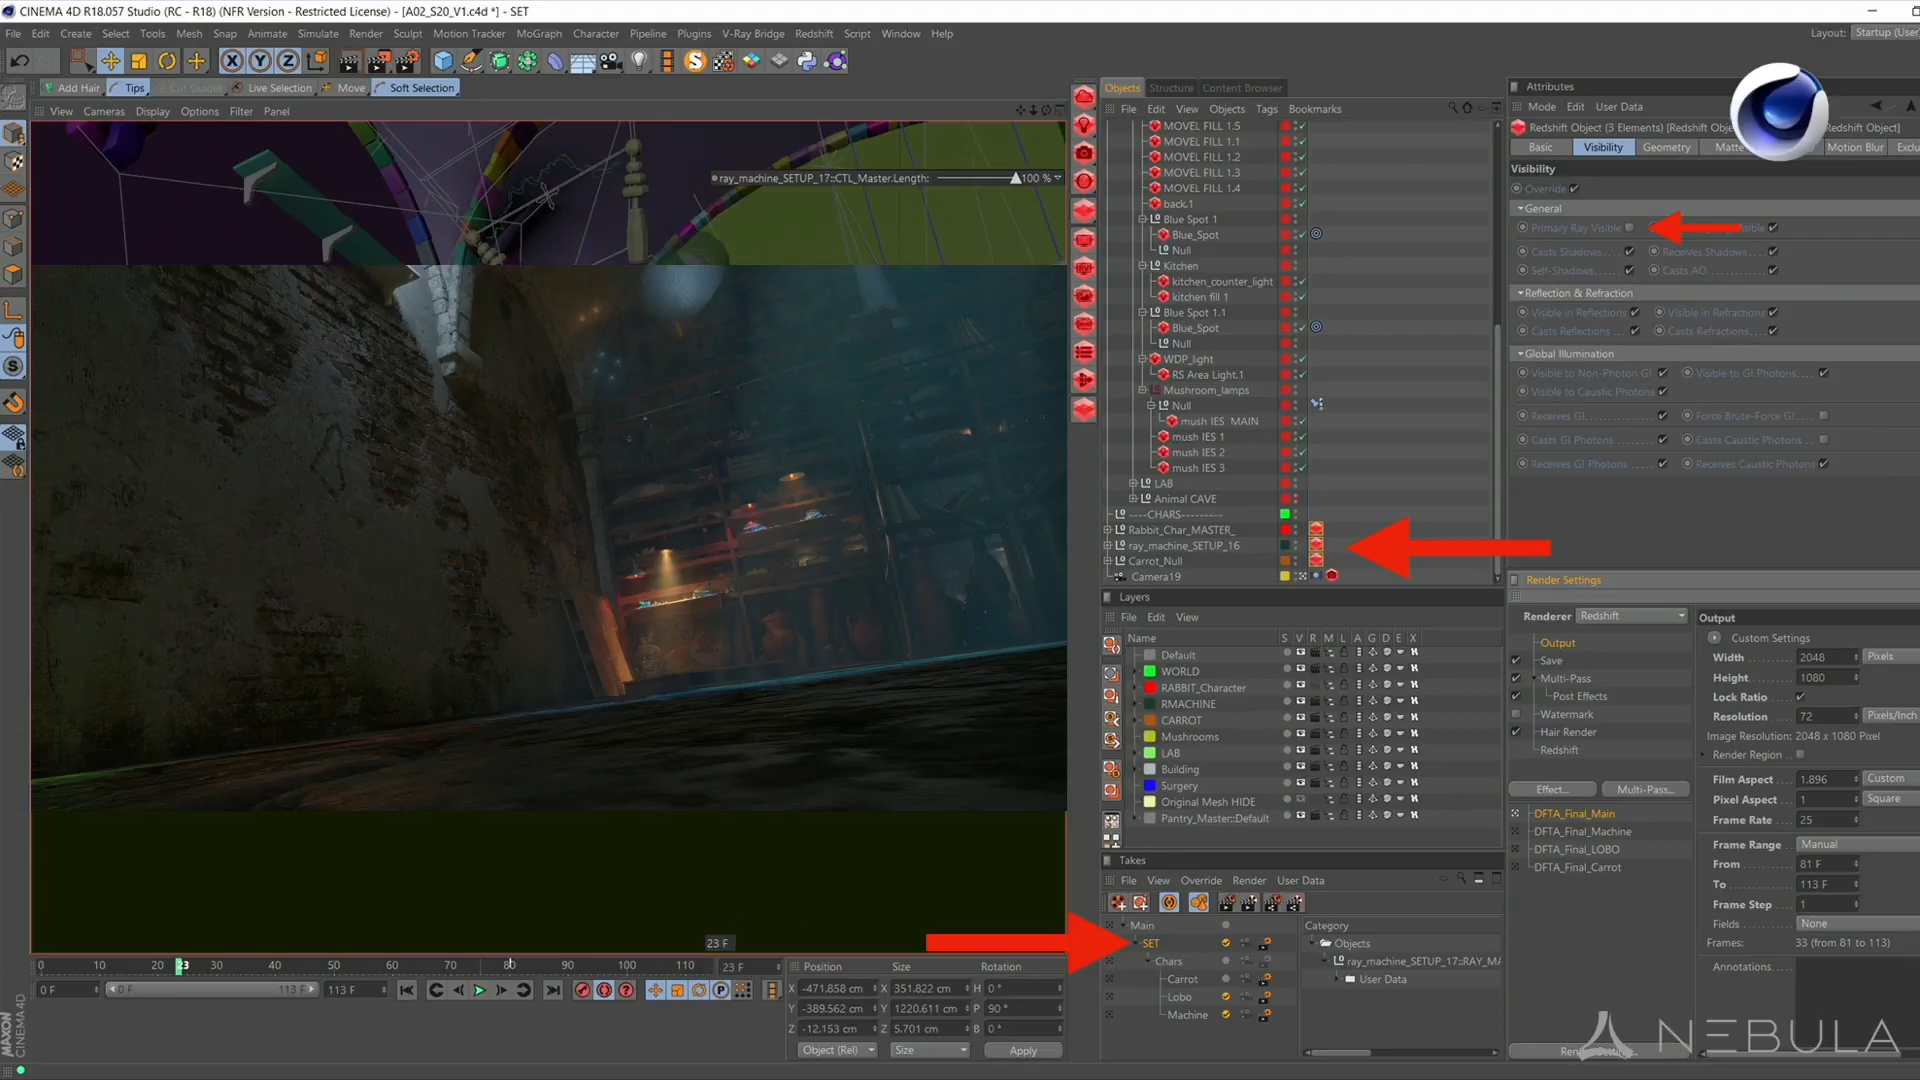 CINEMA 4D R18.057 Studio (RC - R18) (NFR Version - Restricted License) - [A02_S20_V1.c4d *] - SET
File Edit Create Select Tools Mesh Snap Animate Simulate Render Sculpt Motion Tracker MoGraph Character Pipeline Plugins V-Ray Bridge Redshift Script Window Help
Layout: Startup (User
Add Hair Tips Cut Guides Live Selection Move Soft Selection
View Cameras Display Options Filter Panel
ray_machine_SETUP_17::CTL_Master.Length: 100 %
Objects Structure Content Browser
File Edit View Objects Tags Bookmarks
MOVEL FILL 1.5
MOVEL FILL 1.1
MOVEL FILL 1.2
MOVEL FILL 1.3
MOVEL FILL 1.4
back.1
Blue Spot 1
Blue_Spot
Null
Kitchen
kitchen_counter_light
kitchen fill 1
Blue Spot 1.1
Blue_Spot
Null
WDP_light
RS Area Light.1
Mushroom_lamps
Null
mush IES MAIN
mush IES 1
mush IES 2
mush IES 3
LAB
Animal CAVE
----CHARS---------
Rabbit_Char_MASTER_
ray_machine_SETUP_16
Carrot_Null
Camera19
Layers
File Edit View
Name S V R M L A G D E X
Default
WORLD
RABBIT_Character
RMACHINE
CARROT
Mushrooms
LAB
Building
Surgery
Original Mesh HIDE
Pantry_Master::Default
Takes
File View Override Render User Data
Main
SET
Chars
Carrot
Lobo
Machine
Category
Objects
ray_machine_SETUP_17::RAY_MA
User Data
Attributes
Mode Edit User Data
Redshift Object (3 Elements) [Redshift Obje Redshift Object]
Basic Visibility Geometry Matte Motion Blur Exclu
Visibility
Override
General
Primary Ray Visible
Casts Shadows Receives Shadows
Self-Shadows Casts AO
Reflection & Refraction
Visible in Reflections Visible in Refractions
Casts Reflections Casts Refractions
Global Illumination
Visible to Non-Photon GI Visible to GI Photons
Visible to Caustic Photons
Receives GI Force Brute-Force GI
Casts GI Photons Casts Caustic Photons
Receives GI Photons Receives Caustic Photons
Render Settings
Renderer Redshift
Output
Save
Multi-Pass
Post Effects
Watermark
Hair Render
Redshift
Effect... Multi-Pass...
DFTA_Final_Main
DFTA_Final_Machine
DFTA_Final_LOBO
DFTA_Final_Carrot
Output
Custom Settings
Width 2048 Pixels
Height 1080
Lock Ratio
Resolution 72 Pixels/Inch
Image Resolution: 2048 x 1080 Pixel
Render Region
Film Aspect 1.896 Custom
Pixel Aspect 1 Square
Frame Rate 25
Frame Range Manual
From 81 F
To 113 F
Frame Step 1
Fields None
Frames: 33 (from 81 to 113)
Annotations
23 F
0 10 20 23 30 40 50 60 70 80 90 100 110 23 F
0 F 0 F 113 F 113 F
Position Size Rotation
X -471.858 cm X 351.822 cm H 0 °
Y -389.562 cm Y 1220.611 cm P 90 °
Z -12.153 cm Z 5.701 cm B 0 °
Object (Rel) Size Apply
MAXON
CINEMA 4D
NEBULA